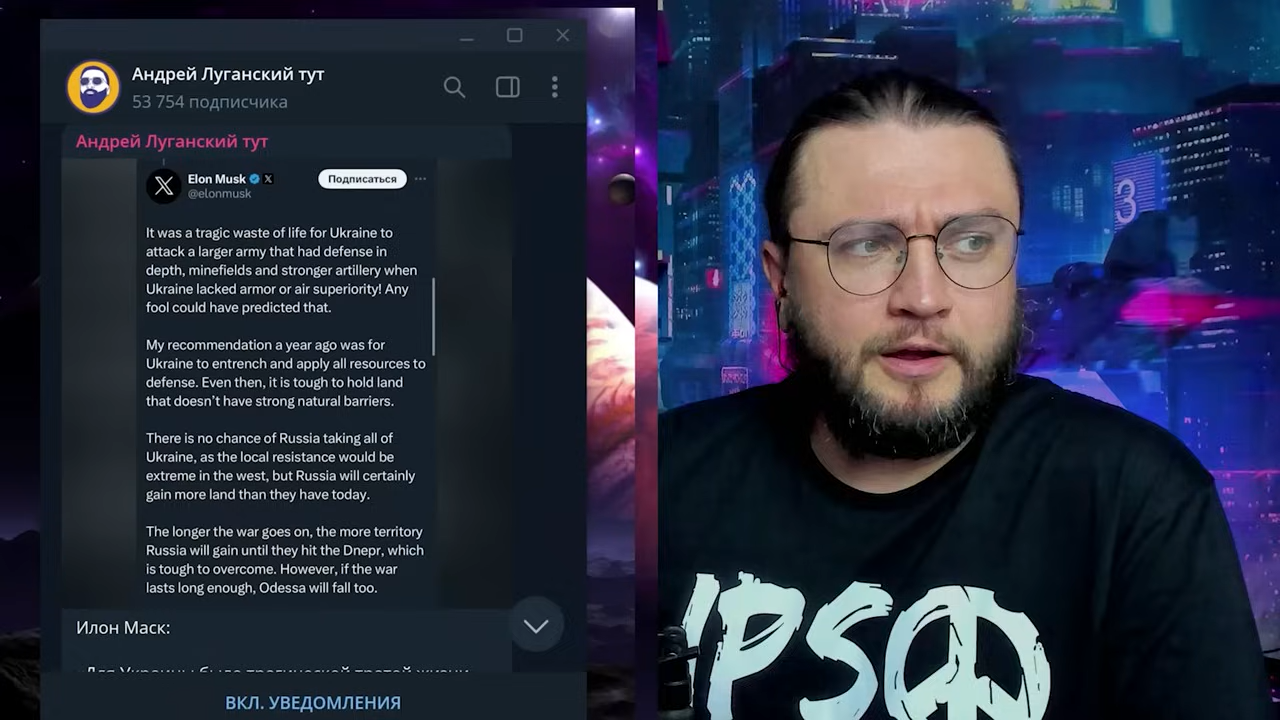 Андрей Луганский тут
53 754 подписчика
Андрей Луганский тут
Elon Musk
@elonmusk
Подписаться
It was a tragic waste of life for Ukraine to
attack a larger army that had defense in
depth, minefields and stronger artillery when
Ukraine lacked armor or air superiority! Any
fool could have predicted that.
My recommendation a year ago was for
Ukraine to entrench and apply all resources to
defense. Even then, it is tough to hold land
that doesn’t have strong natural barriers.
There is no chance of Russia taking all of
Ukraine, as the local resistance would be
extreme in the west, but Russia will certainly
gain more land than they have today.
The longer the war goes on, the more territory
Russia will gain until they hit the Dnepr, which
is tough to overcome. However, if the war
lasts long enough, Odessa will fall too.
Илон Маск:
ВКЛ. УВЕДОМЛЕНИЯ
3
IPSO